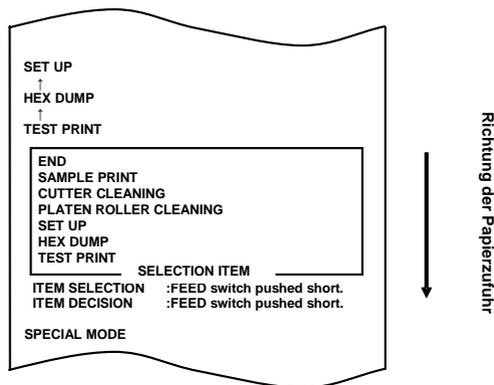 SET UP
↑
HEX DUMP
↑
TEST PRINT
END
SAMPLE PRINT
CUTTER CLEANING
PLATEN ROLLER CLEANING
SET UP
HEX DUMP
TEST PRINT
SELECTION ITEM
ITEM SELECTION :FEED switch pushed short.
ITEM DECISION :FEED switch pushed short.
SPECIAL MODE
Richtung der Papierzufuhr